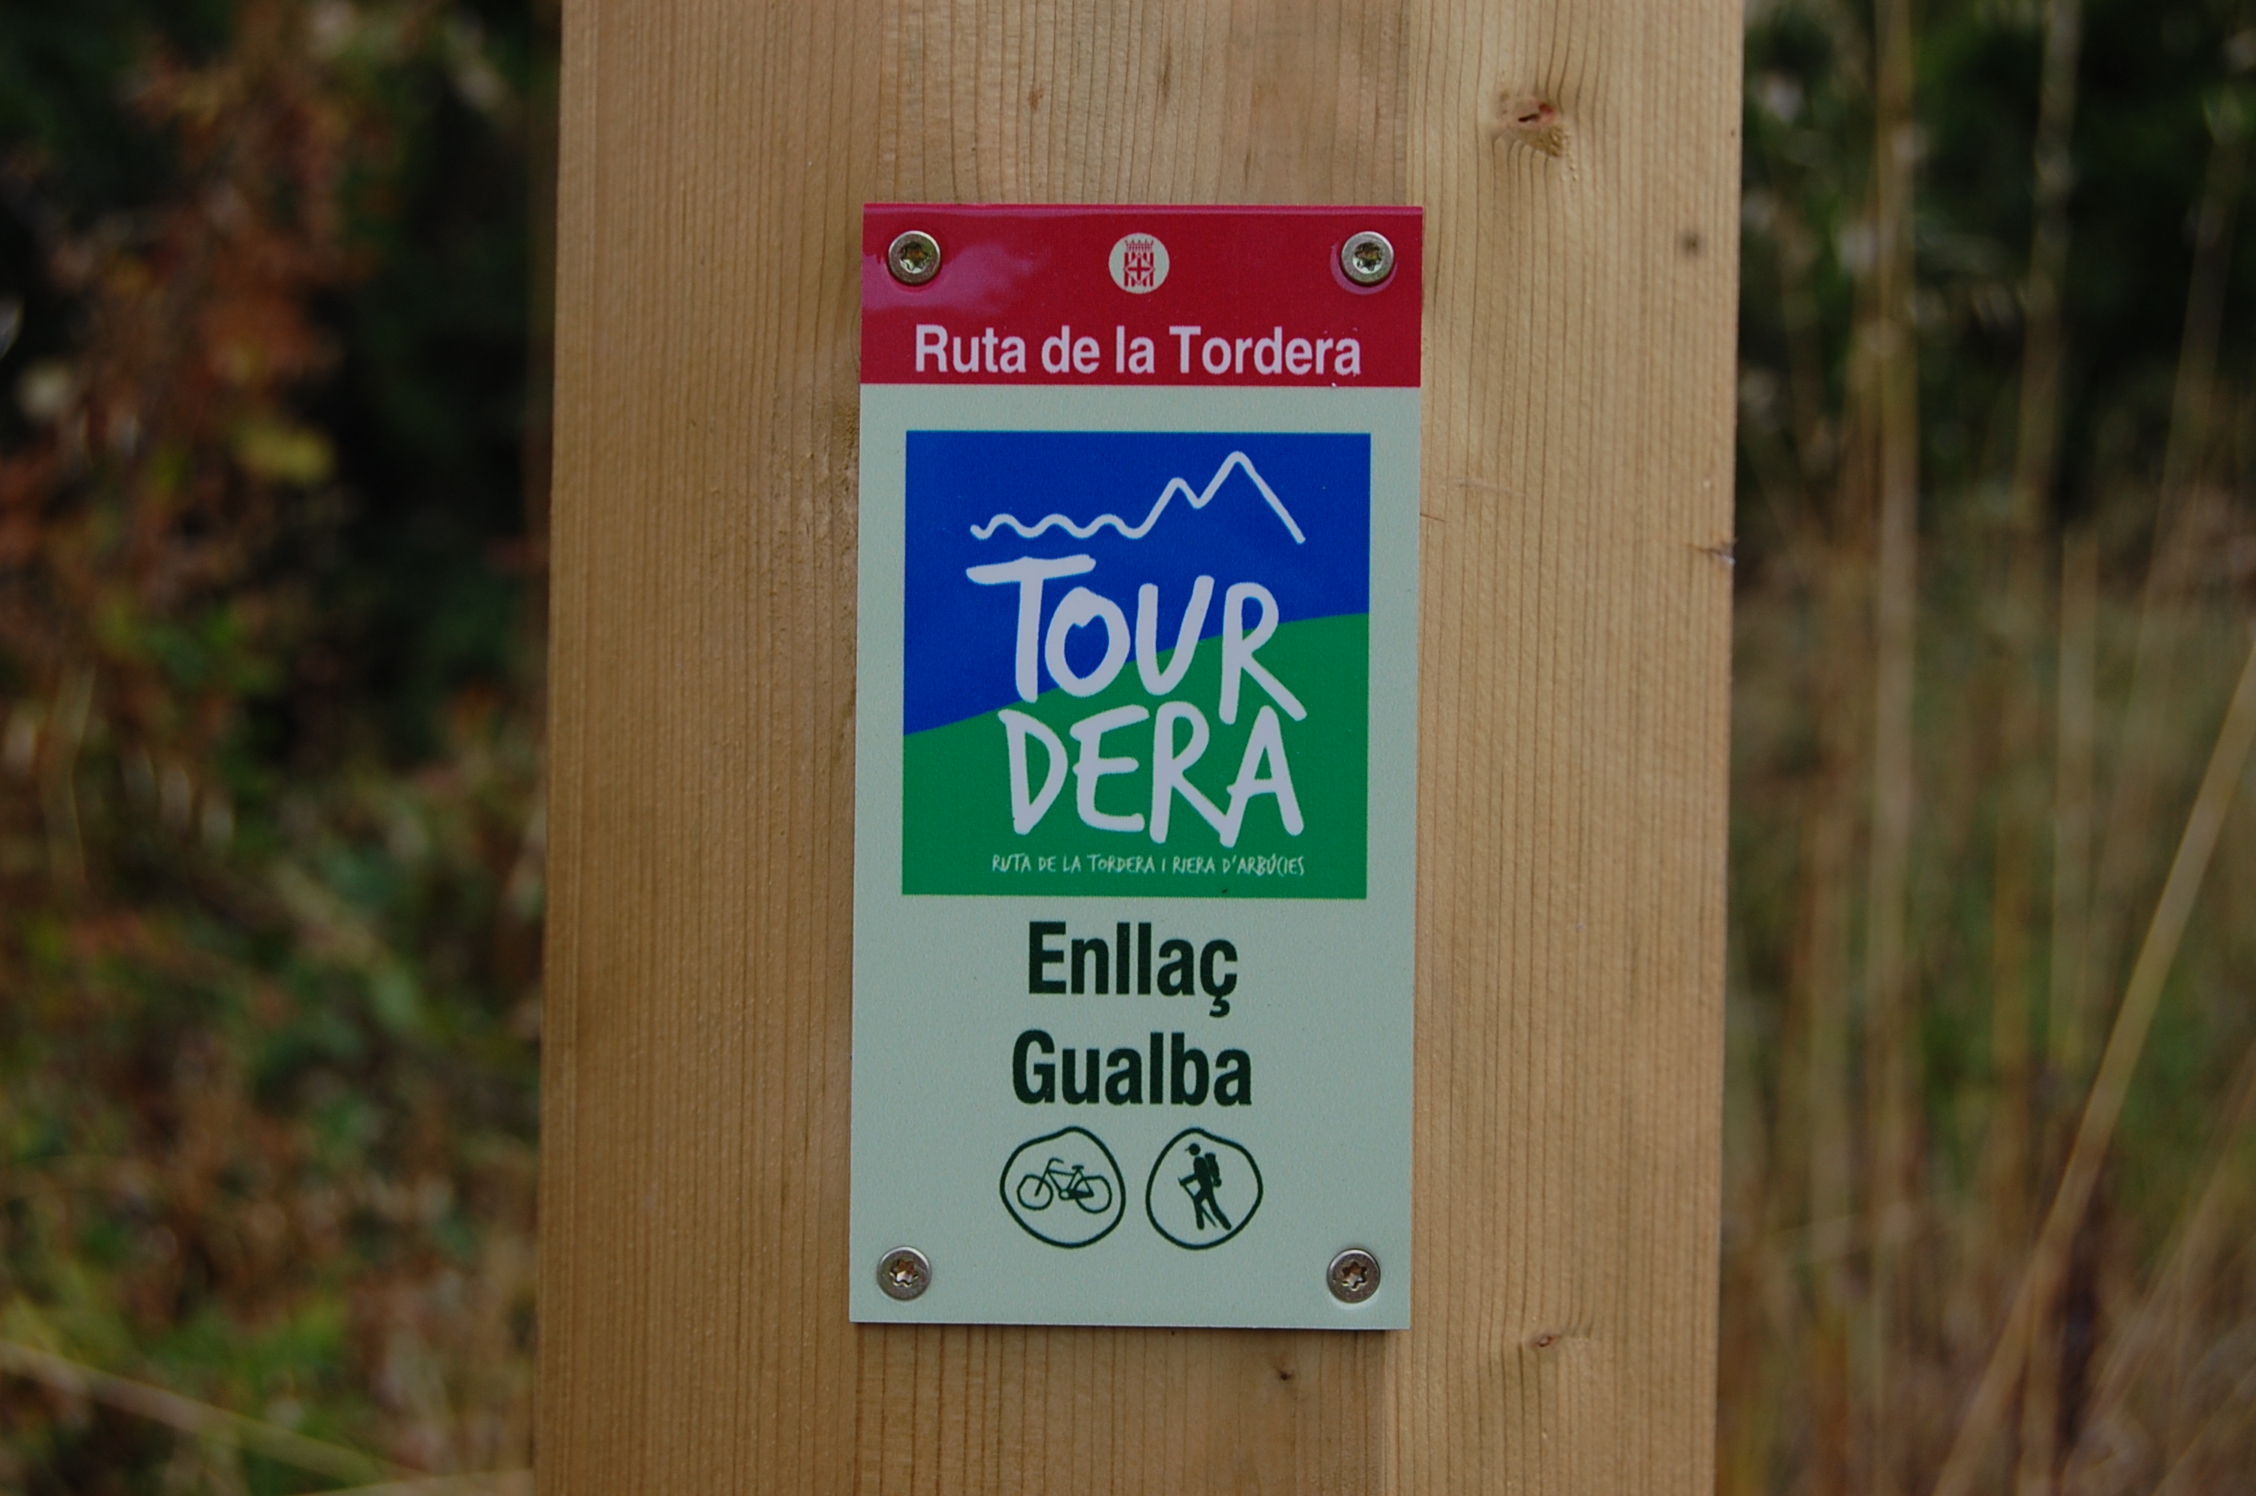 Ruta de la Tordera
TOUR
DERA
RUTA DE LA TORDERA I RIERA D'ARBÚCIES
Enllaç
Gualba